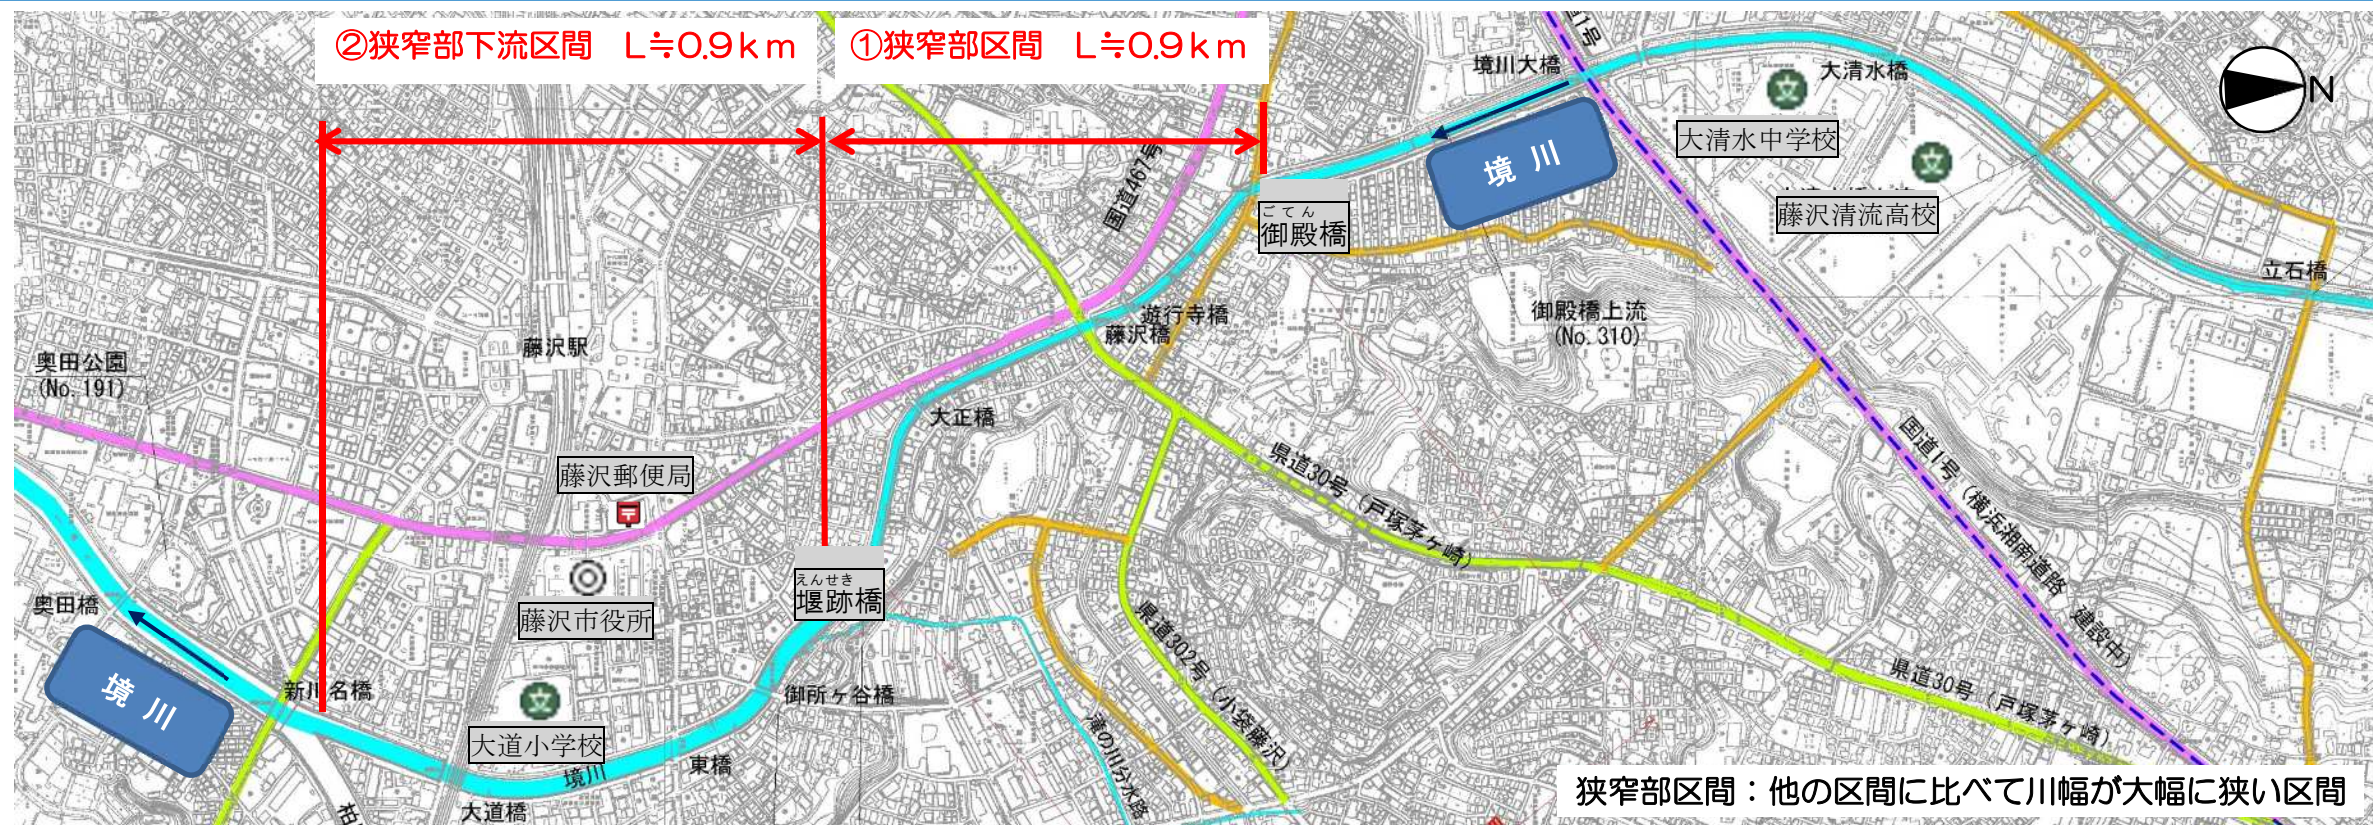 ②狭窄部下流区間 L≒0.9km
①狭窄部区間 L≒0.9km
境川大橋
大清水橋
N
大清水中学校
藤沢清流高校
境 川
国道467号
ごてん
御殿橋
立石橋
御殿橋上流
(No.310)
遊行寺橋
藤沢橋
藤沢駅
奥田公園
(No.191)
大正橋
藤沢郵便局
県道30号(戸塚茅ヶ崎)
国道1号(横浜湘南道路 建設中)
えんせき
堰跡橋
藤沢市役所
奥田橋
境 川
新川名橋
御所ヶ谷橋
県道302号(小袋藤沢)
県道30号(戸塚茅ヶ崎)
滝の川分水路
大道小学校
境川
東橋
大道橋
狭窄部区間：他の区間に比べて川幅が大幅に狭い区間